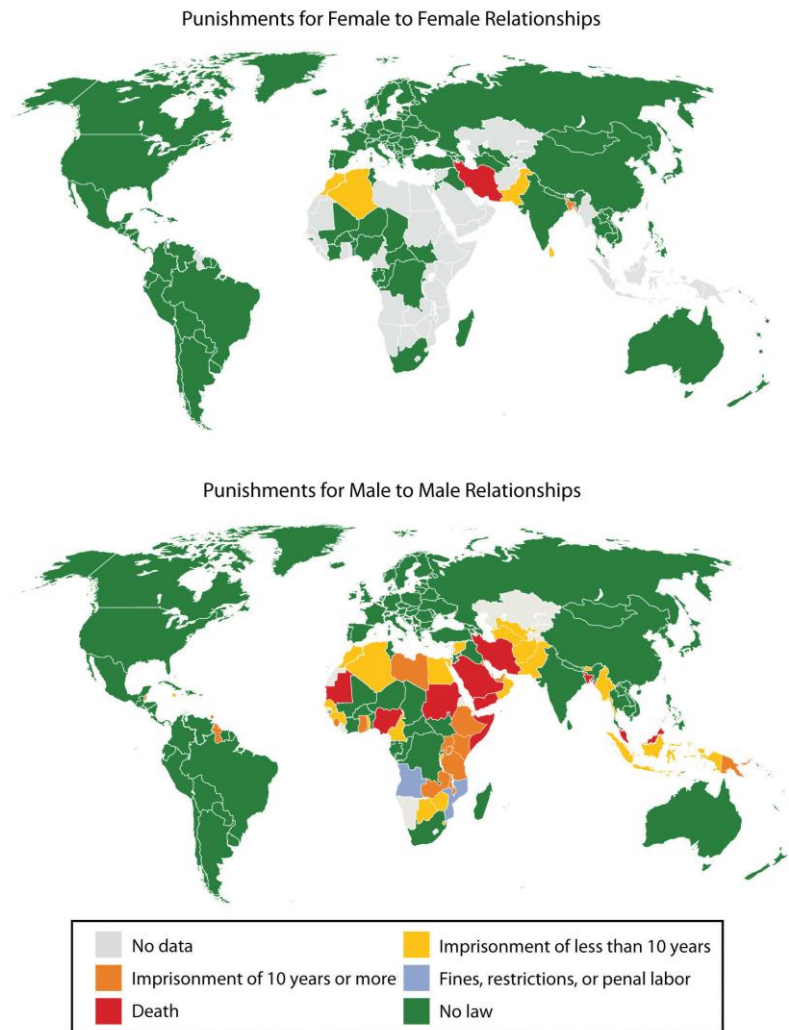 Punishments for Female to Female Relationships
Punishments for Male to Male Relationships
No data
Imprisonment of less than 10 years
Imprisonment of 10 years or more
Fines, restrictions, or penal labor
Death
No law